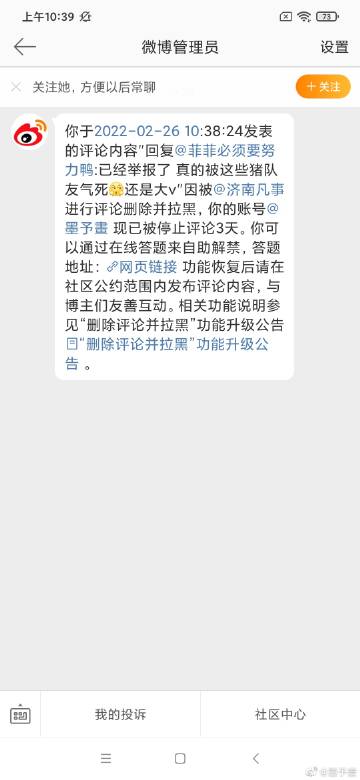 上午10:39
73
微博管理员
设置
关注她，方便以后常聊
+关注
你于2022-02-26 10:38:24发表
的评论内容"回复@菲菲必须要努
力鸭:已经举报了 真的被这些猪队
友气死还是大v"因被@济南凡事
进行评论删除并拉黑，你的账号@
墨予畫 现已被停止评论3天。你可
以通过在线答题来自助解禁，答题
地址：网页链接 功能恢复后请在
社区公约范围内发布评论内容，与
博主们友善互动。相关功能说明参
见"删除评论并拉黑"功能升级公告
"删除评论并拉黑"功能升级公
告 。
我的投诉
社区中心
@墨予畫